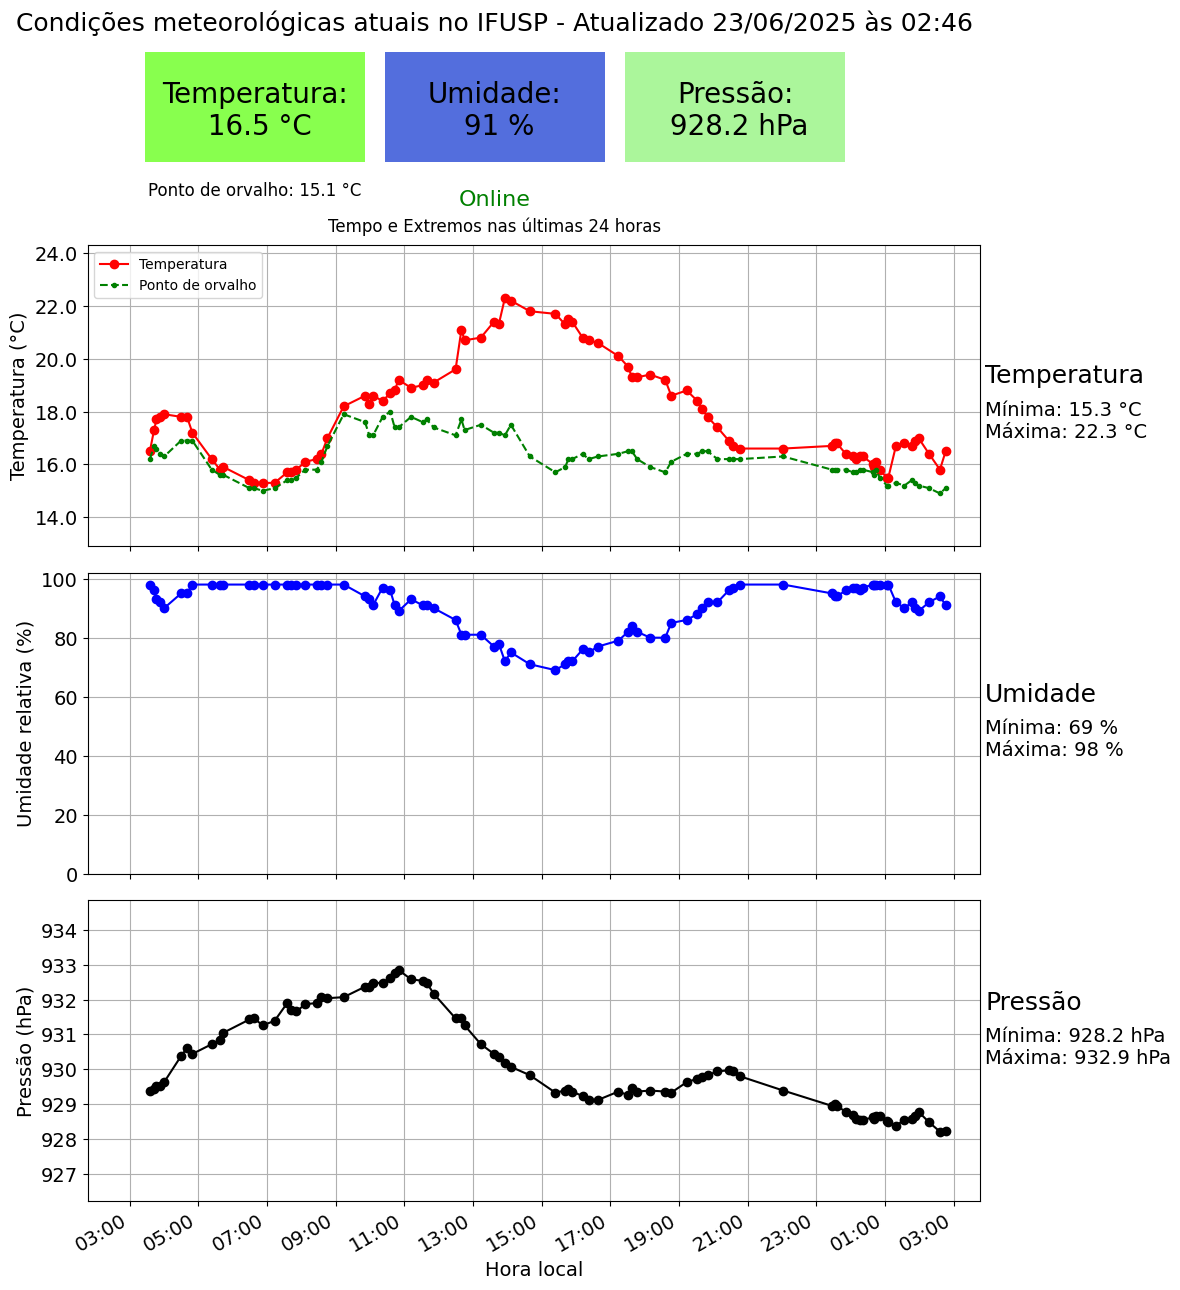 Condições meteorológicas atuais no IFUSP - Atualizado 23/06/2025 às 02:46
Temperatura:
16.5 °C
Umidade:
91 %
Pressão:
928.2 hPa
Ponto de orvalho: 15.1 °C
Online
Tempo e Extremos nas últimas 24 horas
Temperatura (°C)
24.0
22.0
20.0
18.0
16.0
14.0
Temperatura
Ponto de orvalho
Temperatura
Mínima: 15.3 °C
Máxima: 22.3 °C
Umidade relativa (%)
100
80
60
40
20
0
Umidade
Mínima: 69 %
Máxima: 98 %
Pressão (hPa)
934
933
932
931
930
929
928
927
Pressão
Mínima: 928.2 hPa
Máxima: 932.9 hPa
03:00 05:00 07:00 09:00 11:00 13:00 15:00 17:00 19:00 21:00 23:00 01:00 03:00
Hora local